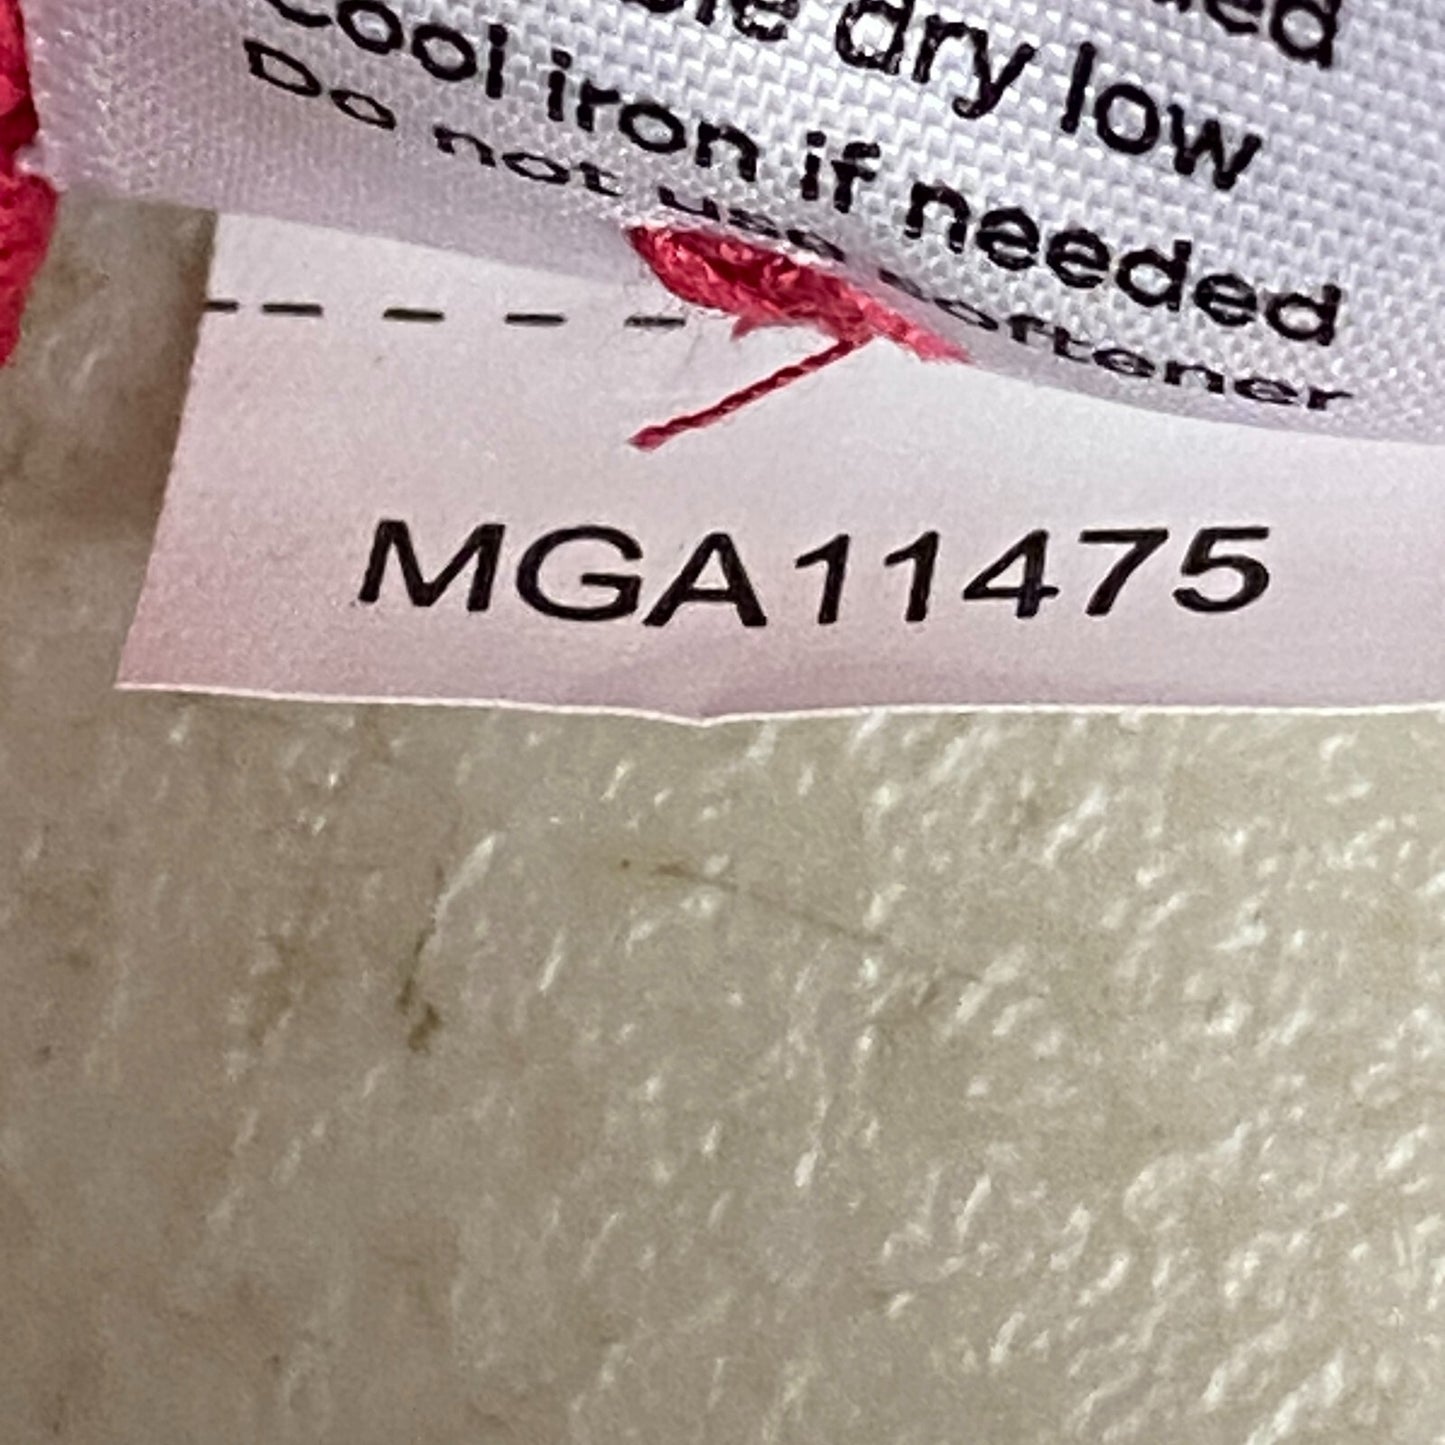 dry low
Cool iron if needed
Do not use softener
MGA11475